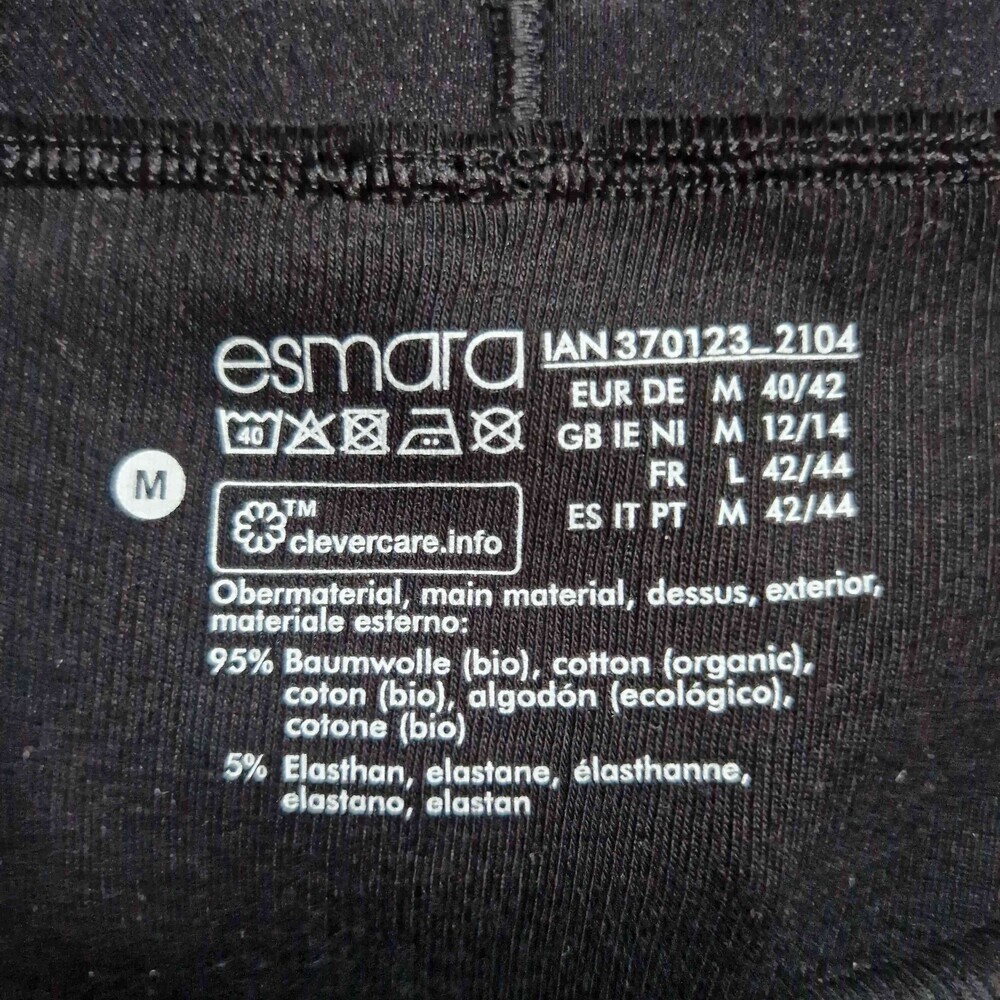 esmara IAN 370123_2104
EUR DE M 40/42
40
GB IE NI M 12/14
FR L 42/44
M
ES IT PT M 42/44
TM
clevercare.info
Obermaterial, main material, dessus, exterior,
materiale esterno:
95% Baumwolle (bio), cotton (organic),
coton (bio), algodón (ecológico),
cotone (bio)
5% Elasthan, elastane, élasthanne,
elastano, elastan